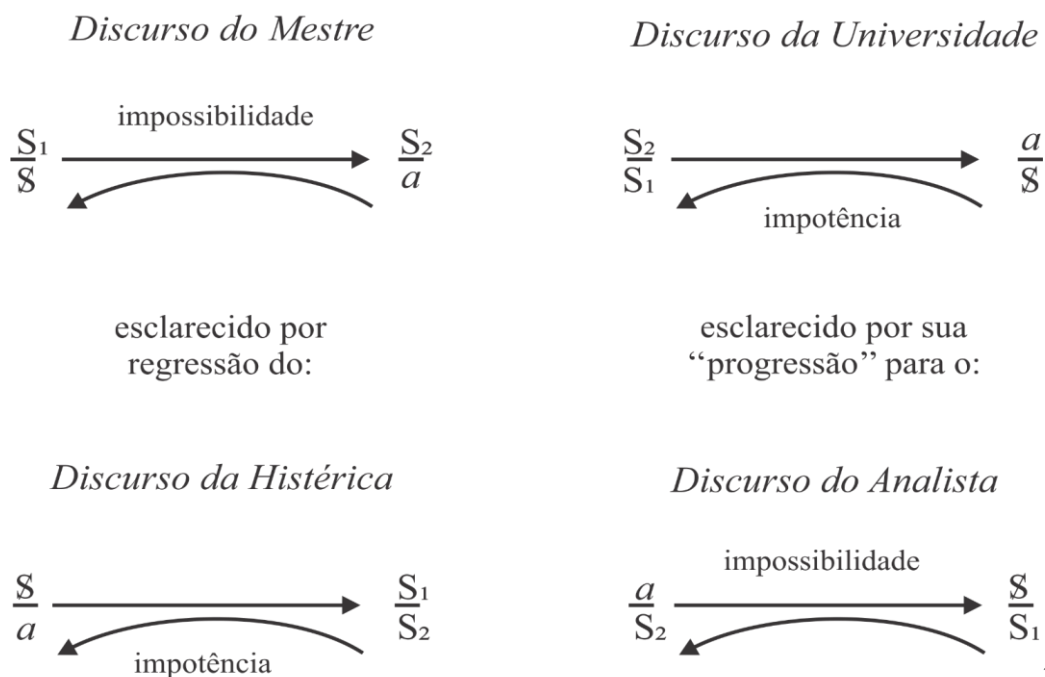 Discurso do Mestre
Discurso da Universidade
impossibilidade
S₁
S₂
$
a
S₂
a
S₁
$
impotência
esclarecido por
regressão do:
esclarecido por sua
“progressão” para o:
Discurso da Histérica
Discurso do Analista
$
S₁
a
S₂
impotência
impossibilidade
a
$
S₂
S₁